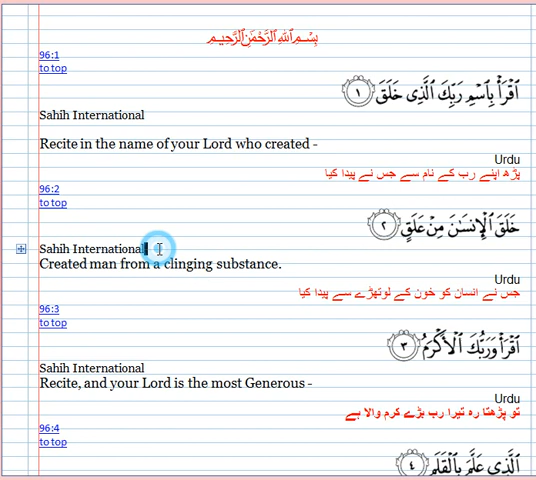 بِسْمِ ٱللَّهِ ٱلرَّحْمَٰنِ ٱلرَّحِيمِ
96:1
to top
ٱقْرَأْ بِٱسْمِ رَبِّكَ ٱلَّذِى خَلَقَ ١
Sahih International
Recite in the name of your Lord who created -
Urdu
پڑھ اپنے رب کے نام سے جس نے پیدا کیا
96:2
to top
خَلَقَ ٱلْإِنسَٰنَ مِنْ عَلَقٍ ٢
Sahih International
Created man from a clinging substance.
Urdu
جس نے انسان کو خون کے لوتھڑے سے پیدا کیا
96:3
to top
ٱقْرَأْ وَرَبُّكَ ٱلْأَكْرَمُ ٣
Sahih International
Recite, and your Lord is the most Generous -
Urdu
تو پڑھتا رہ تیرا رب بڑے کرم والا ہے
96:4
to top
ٱلَّذِى عَلَّمَ بِٱلْقَلَمِ ٤